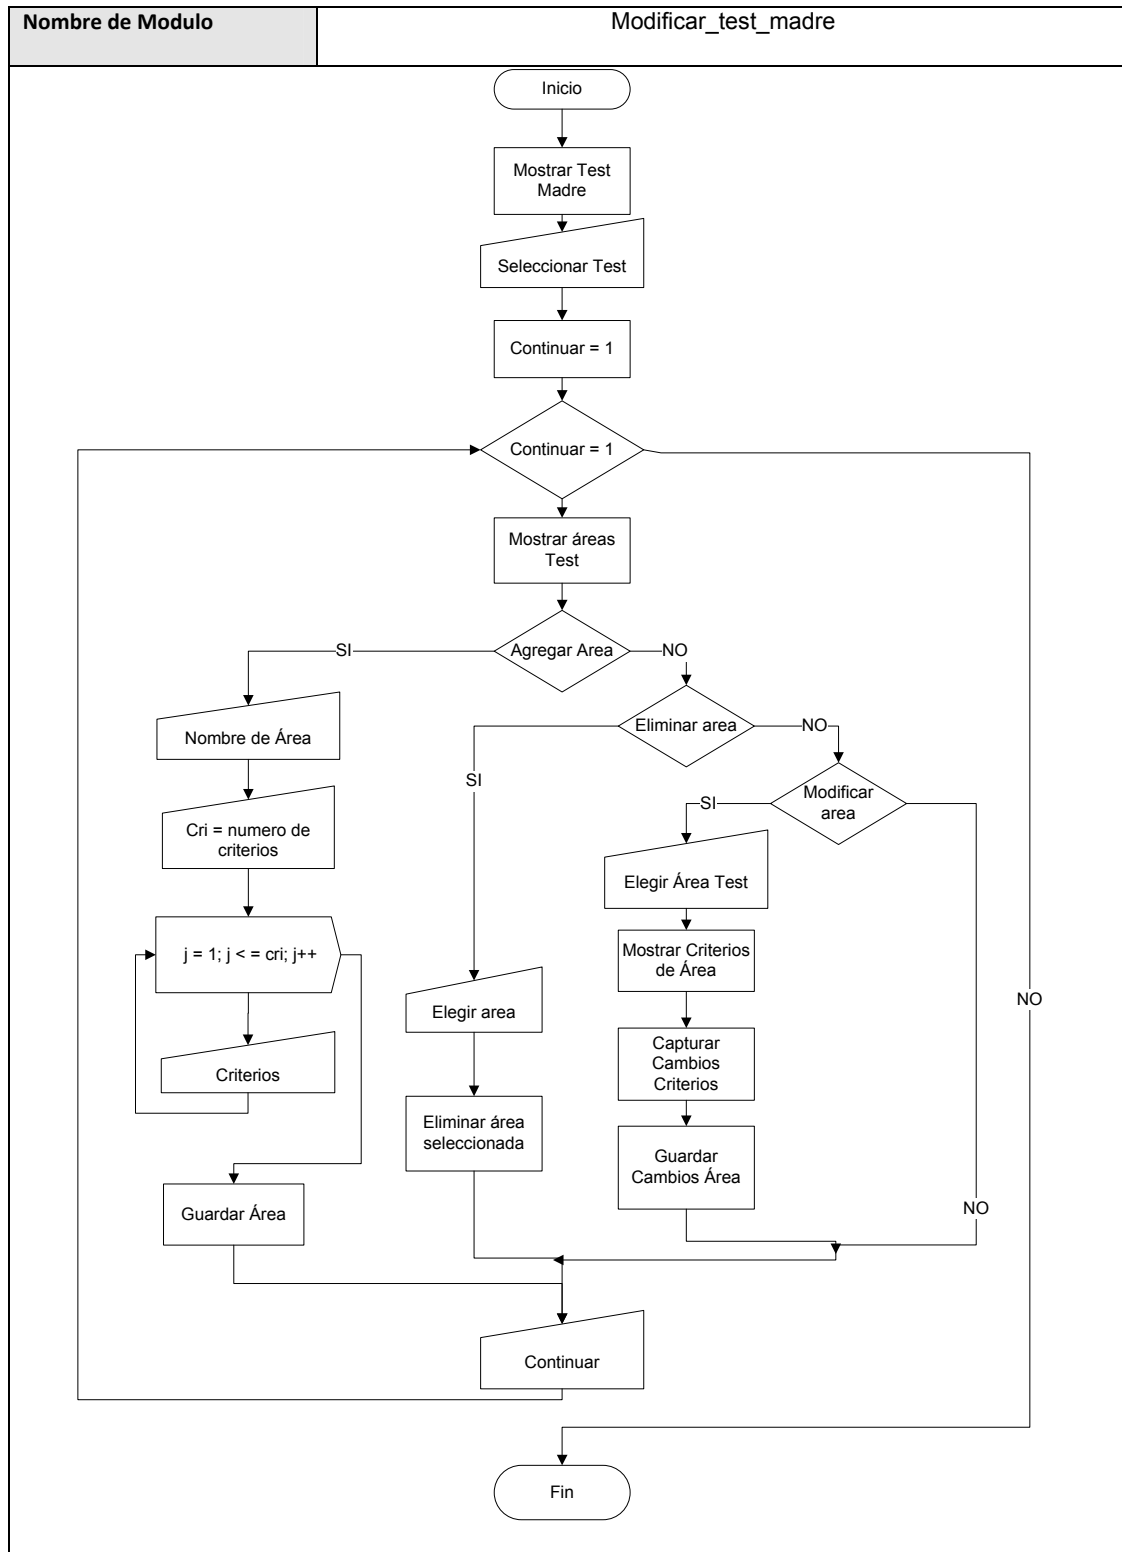 Nombre de Modulo
Modificar_test_madre
Inicio
Mostrar Test
Madre
Seleccionar Test
Continuar = 1
Continuar = 1
Mostrar áreas
Test
Agregar Area
SI
NO
Nombre de Área
Eliminar area
NO
SI
Modificar
area
SI
Cri = numero de
criterios
Elegir Área Test
j = 1; j < = cri; j++
Mostrar Criterios
de Área
NO
Elegir area
Capturar
Cambios
Criterios
Criterios
Eliminar área
seleccionada
Guardar
Cambios Área
Guardar Área
NO
Continuar
Fin